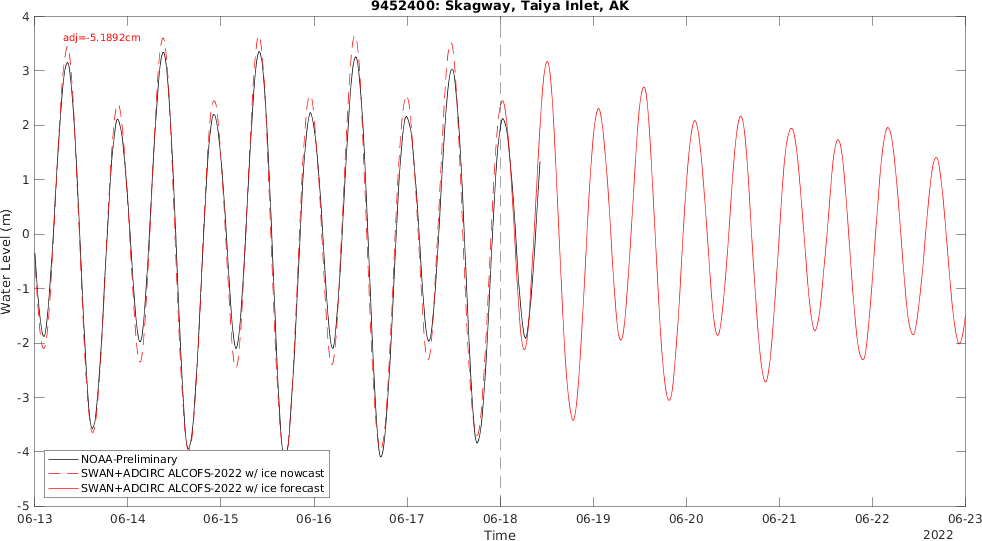 9452400: Skagway, Taiya Inlet, AK
adj=-5.1892cm
4
3
2
1
0
-1
-2
-3
-4
-5
Water Level (m)
NOAA-Preliminary
SWAN+ADCIRC ALCOFS-2022 w/ ice nowcast
SWAN+ADCIRC ALCOFS-2022 w/ ice forecast
06-13 06-14 06-15 06-16 06-17 06-18 06-19 06-20 06-21 06-22 06-23
Time
2022